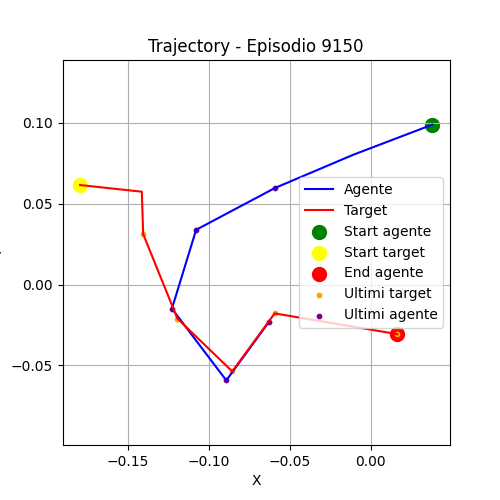 Trajectory - Episodio 9150
0.10
0.05
0.00
−0.05
−0.15
−0.10
−0.05
0.00
X
Agente
Target
Start agente
Start target
End agente
Ultimi target
Ultimi agente